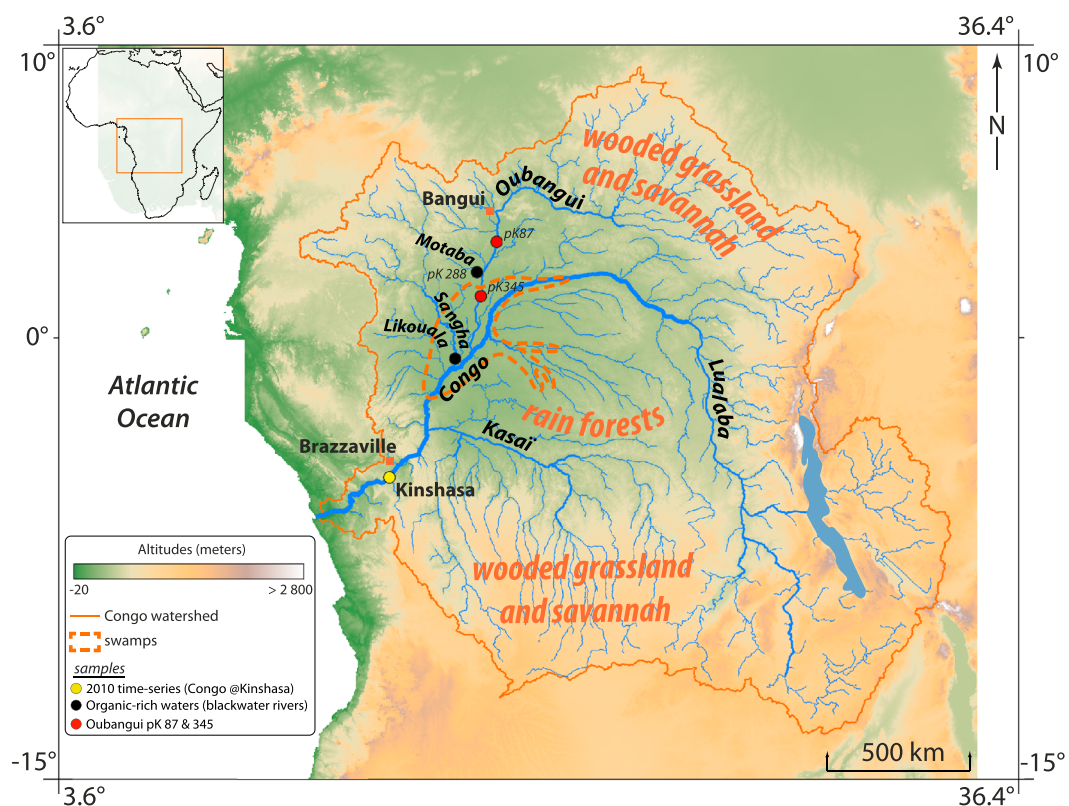 3.6°
36.4°
10°
10°
N
wooded grassland
and savannah
Oubangui
Bangui
pK87
Motaba
pK 288
pK345
Sangha
Likouala
0°
Congo
Lualaba
Atlantic
Ocean
rain forests
Kasaï
Brazzaville
Kinshasa
wooded grassland
and savannah
Altitudes (meters)
-20
> 2 800
Congo watershed
swamps
samples
2010 time-series (Congo @Kinshasa)
Organic-rich waters (blackwater rivers)
Oubangui pK 87 & 345
500 km
-15°
-15°
3.6°
36.4°